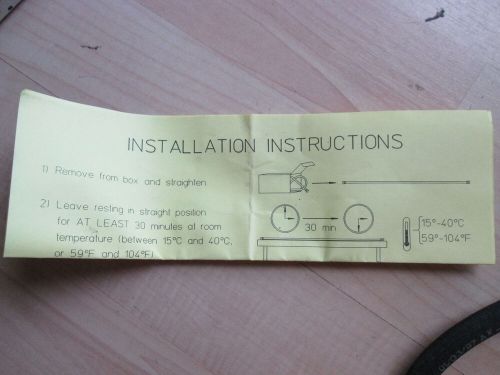 INSTALLATION INSTRUCTIONS
1) Remove from box and straighten
2) Leave resting in straight position
for AT LEAST 30 minutes at room
temperature (between 15°C and 40°C,
or 59°F and 104°F)
30 min
15°-40°C
59°-104°F